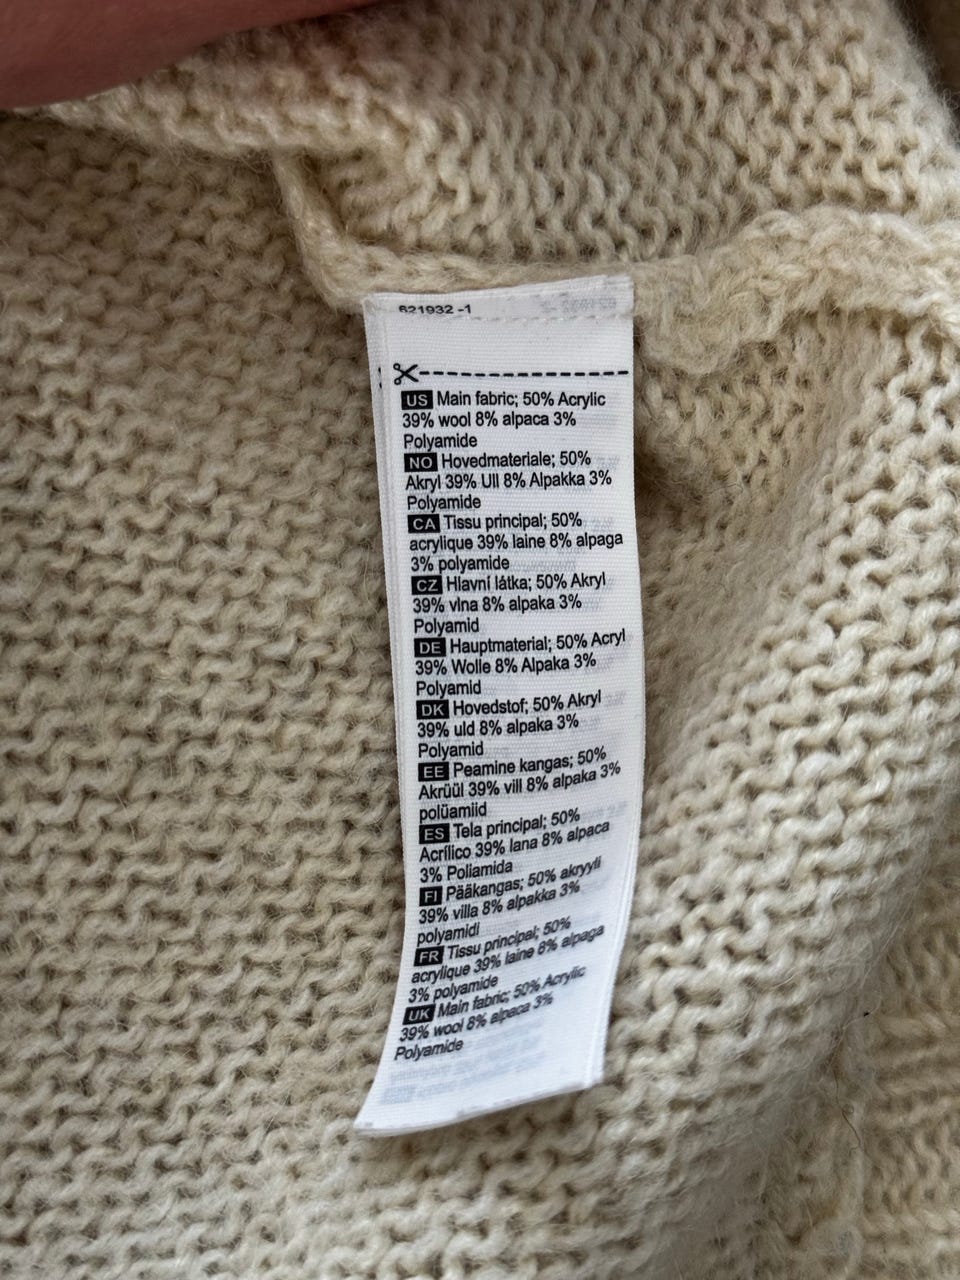 621932 -1
US Main fabric; 50% Acrylic
39% wool 8% alpaca 3%
Polyamide
NO Hovedmateriale; 50%
Akryl 39% Ull 8% Alpakka 3%
Polyamide
CA Tissu principal; 50%
acrylique 39% laine 8% alpaga
3% polyamide
CZ Hlavní látka; 50% Akryl
39% vlna 8% alpaka 3%
Polyamid
DE Hauptmaterial; 50% Acryl
39% Wolle 8% Alpaka 3%
Polyamid
DK Hovedstof; 50% Akryl
39% uld 8% alpaka 3%
Polyamid
EE Peamine kangas; 50%
Akrüül 39% vill 8% alpaka 3%
polüamiid
ES Tela principal; 50%
Acrílico 39% lana 8% alpaca
3% Poliamida
FI Pääkangas; 50% akryyli
39% villa 8% alpakka 3%
polyamidi
FR Tissu principal; 50%
acrylique 39% laine 8% alpaga
3% polyamide
UK Main fabric; 50% Acrylic
39% wool 8% alpaca 3%
Polyamide